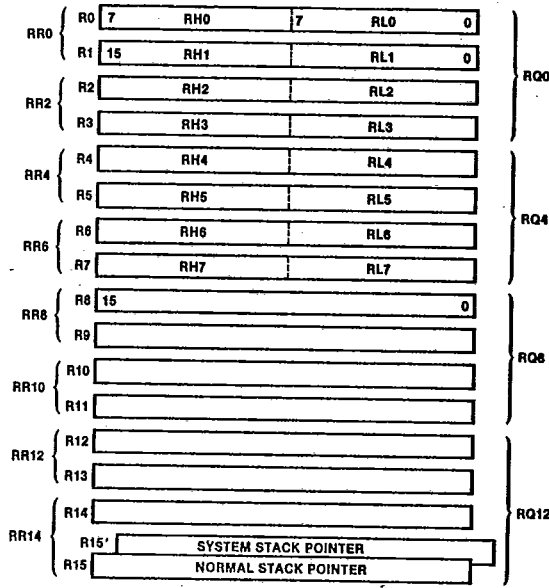 RR0 R0 7 RH0 7 RL0 0 RQ0
R1 15 RH1 RL1 0
RR2 R2 RH2 RL2
R3 RH3 RL3
RR4 R4 RH4 RL4 RQ4
R5 RH5 RL5
RR6 R6 RH6 RL6
R7 RH7 RL7
RR8 R8 15 0 RQ8
R9
RR10 R10
R11
RR12 R12 RQ12
R13
RR14 R14
R15' SYSTEM STACK POINTER
R15 NORMAL STACK POINTER